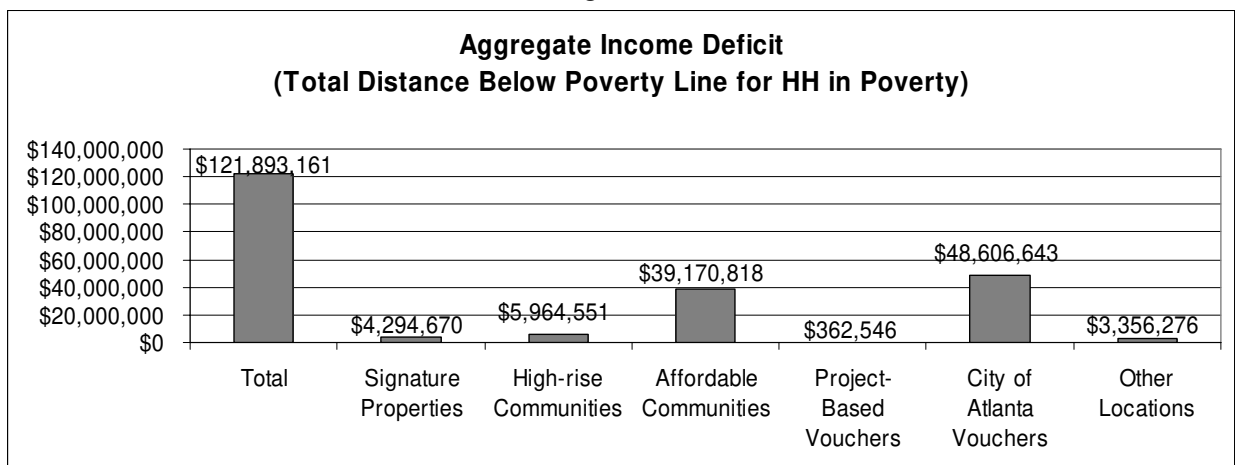 Aggregate Income Deficit
(Total Distance Below Poverty Line for HH in Poverty)
$140,000,000
$120,000,000
$100,000,000
$80,000,000
$60,000,000
$40,000,000
$20,000,000
$0
$121,893,161
$4,294,670
$5,964,551
$39,170,818
$362,546
$48,606,643
$3,356,276
Total
Signature
Properties
High-rise
Communities
Affordable
Communities
Project-
Based
Vouchers
City of
Atlanta
Vouchers
Other
Locations